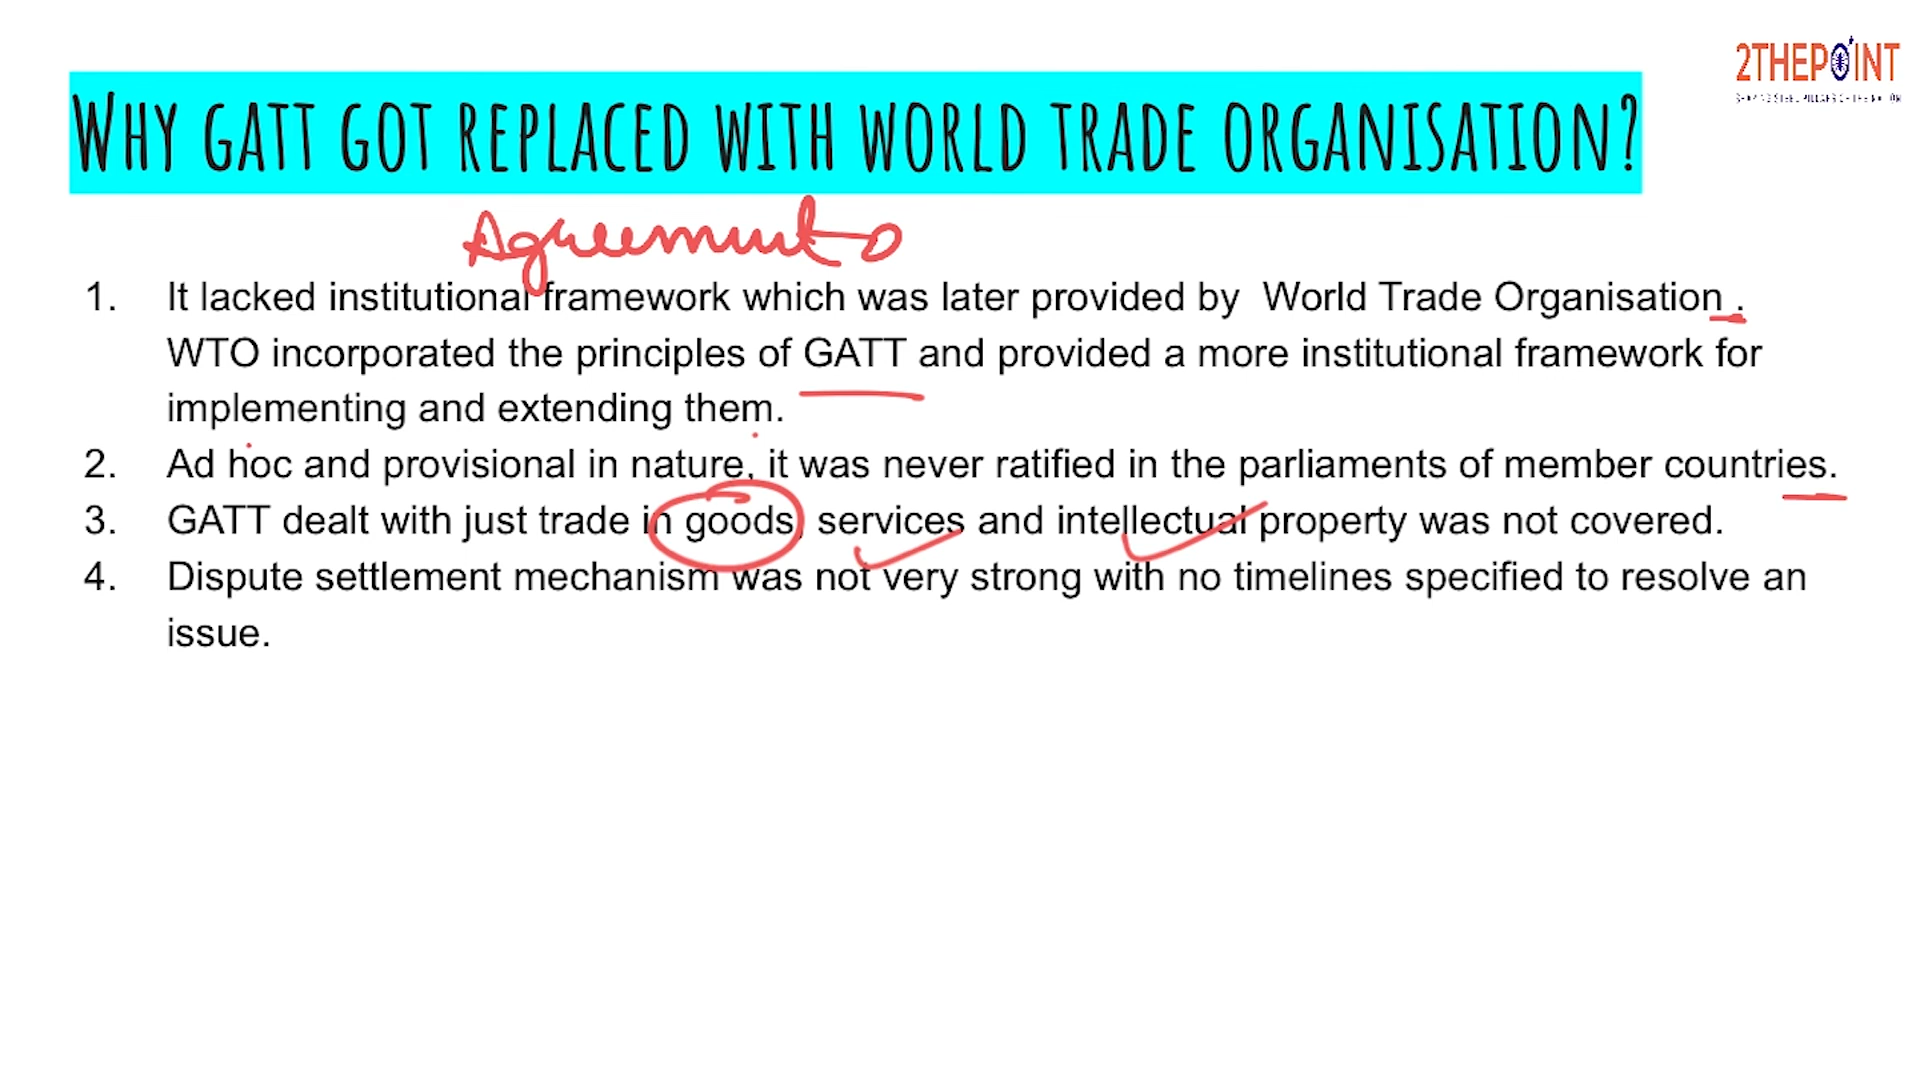 2THEPOINT
WHY GATT GOT REPLACED WITH WORLD TRADE ORGANISATION?
Agreements
1. It lacked institutional framework which was later provided by World Trade Organisation .
WTO incorporated the principles of GATT and provided a more institutional framework for
implementing and extending them.
2. Ad hoc and provisional in nature, it was never ratified in the parliaments of member countries.
3. GATT dealt with just trade in goods, services and intellectual property was not covered.
4. Dispute settlement mechanism was not very strong with no timelines specified to resolve an
issue.